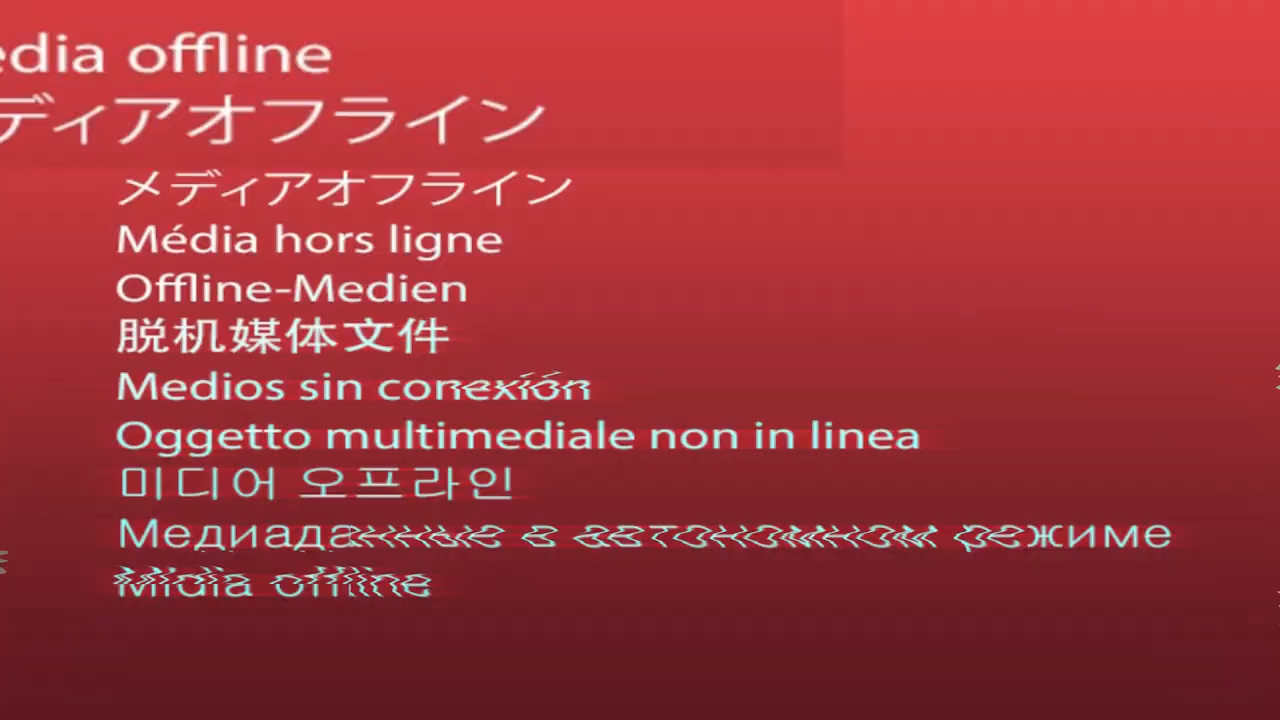 edia offline
ディアオフライン
メディアオフライン
Média hors ligne
Offline-Medien
脱机媒体文件
Medios sin conexión
Oggetto multimediale non in linea
미디어 오프라인
Медиаданные в автономном режиме
Mídia offline